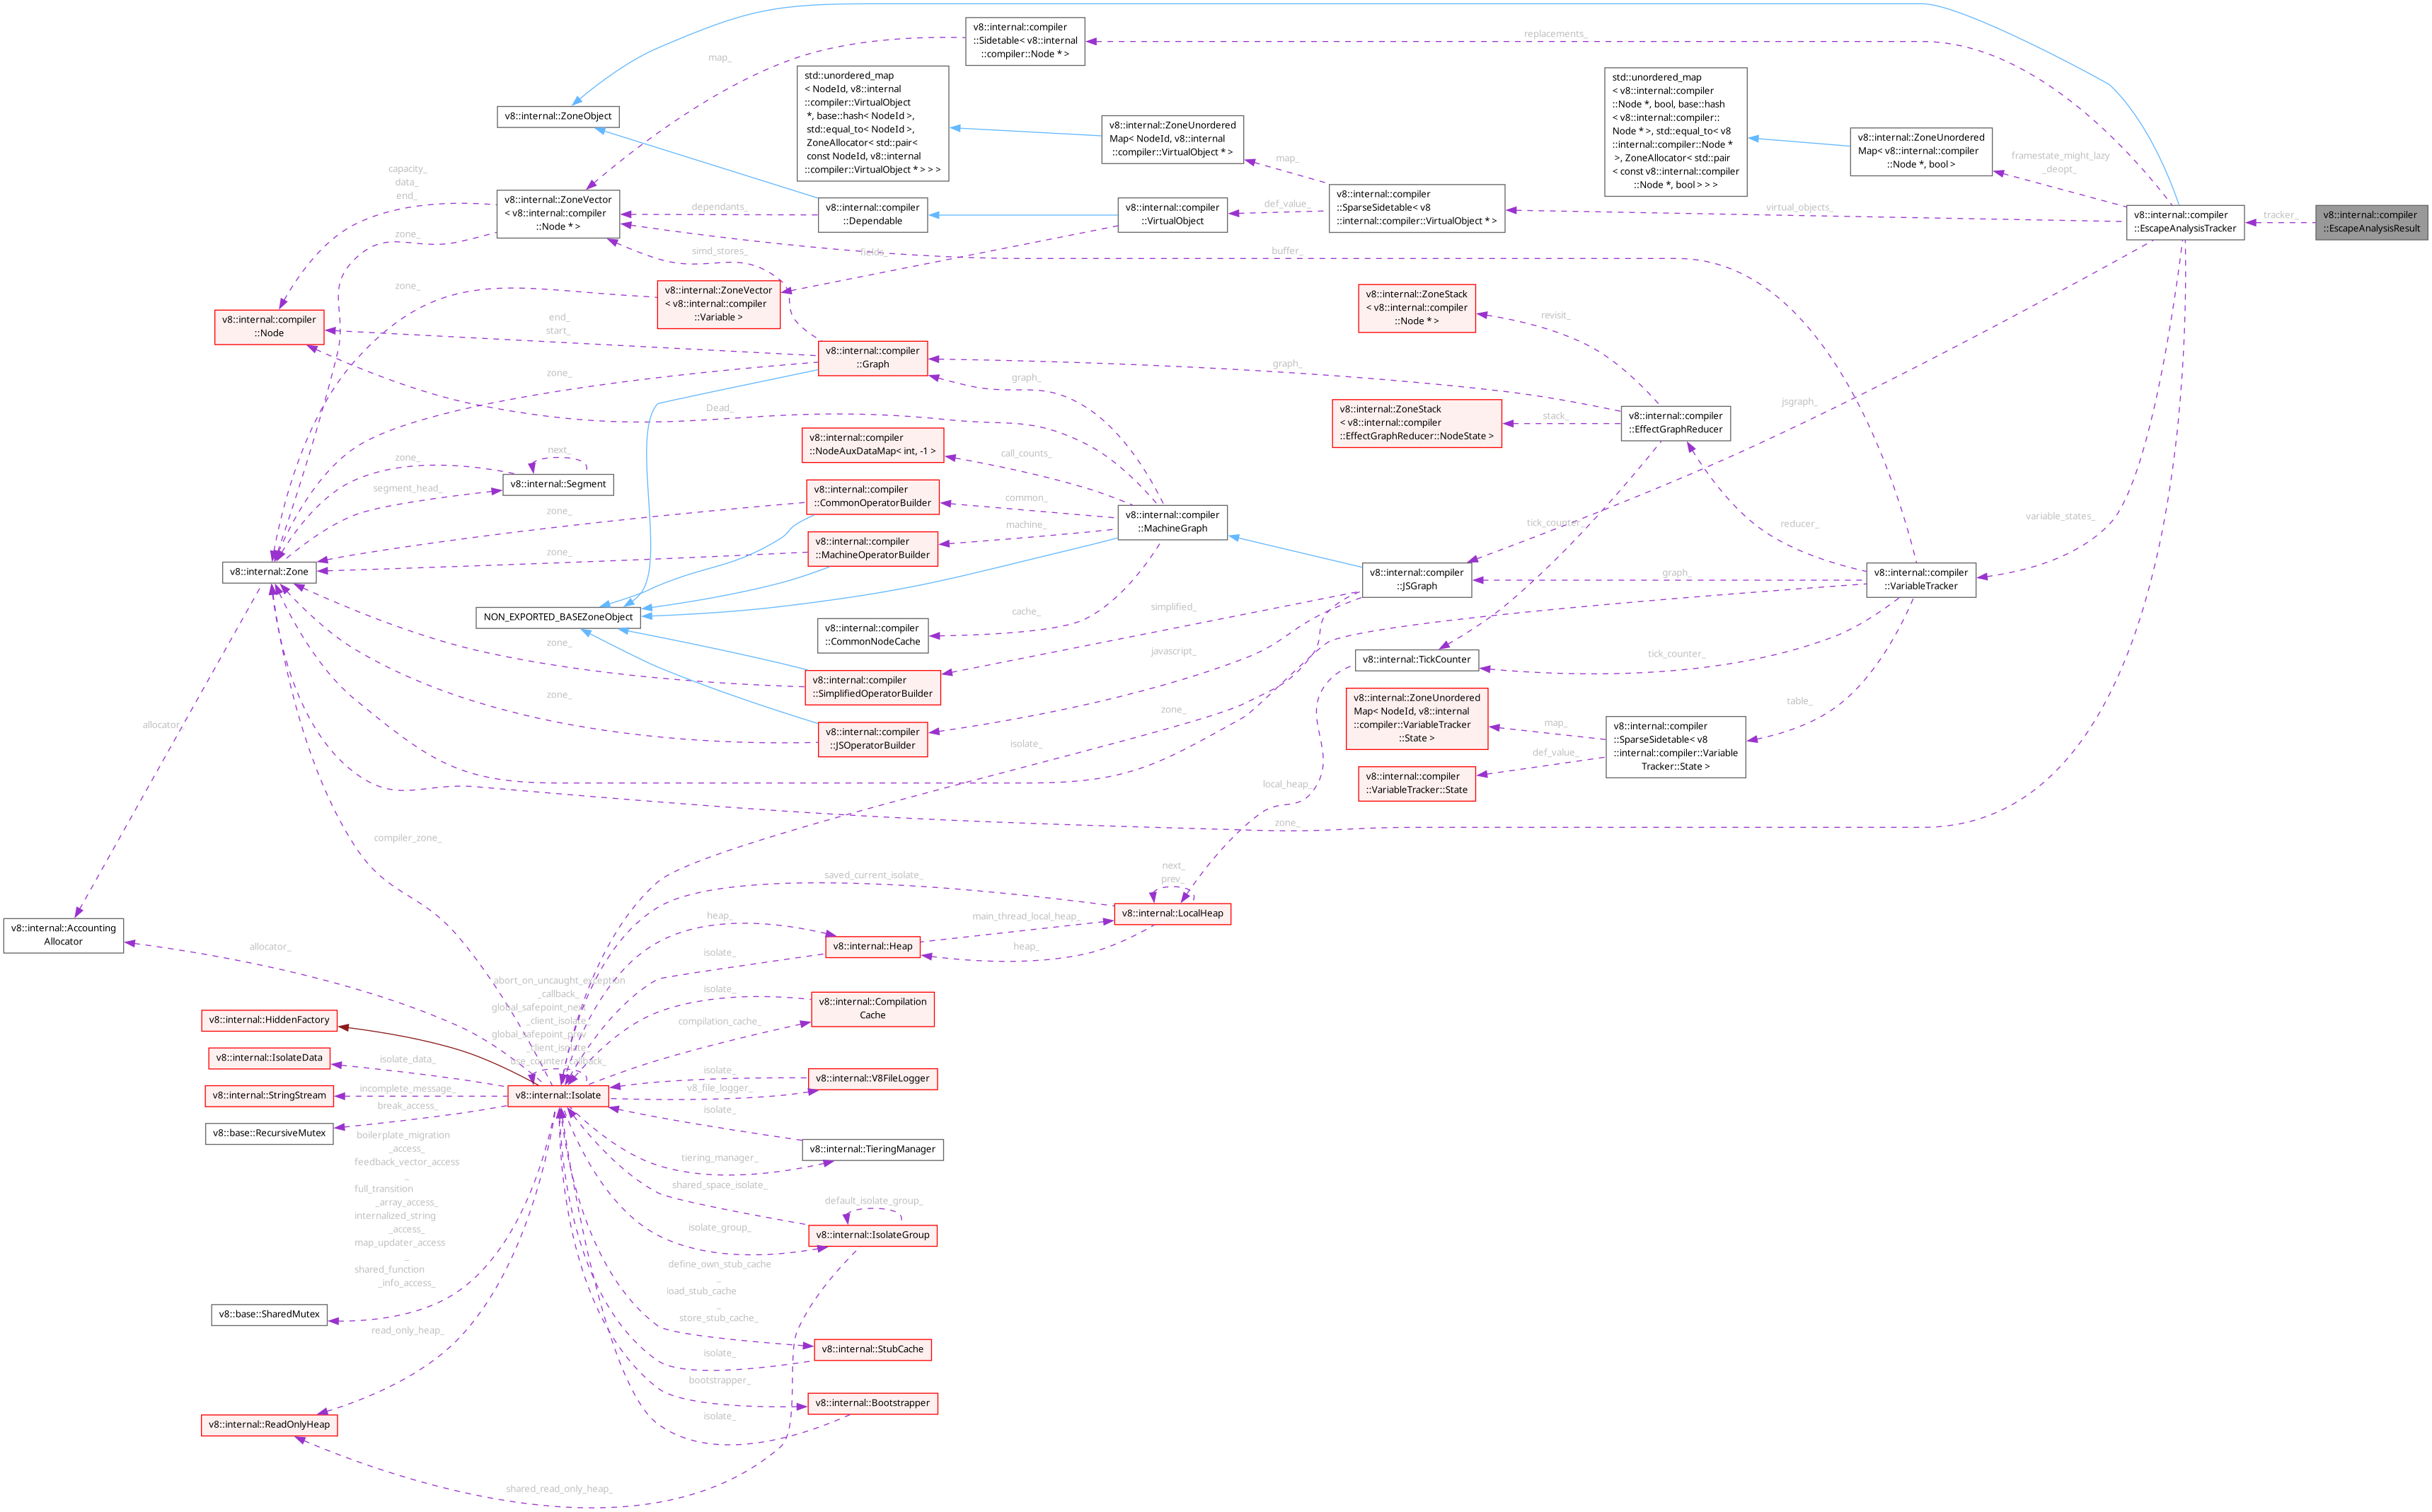 v8::internal::compiler
::Sidetable< v8::internal
::compiler::Node * >
replacements_
map_
std::unordered_map
< NodeId, v8::internal
::compiler::VirtualObject
*, base::hash< NodeId >,
std::equal_to< NodeId >,
ZoneAllocator< std::pair<
const NodeId, v8::internal
::compiler::VirtualObject * > > >
std::unordered_map
< v8::internal::compiler
::Node *, bool, base::hash
< v8::internal::compiler::
Node * >, std::equal_to< v8
::internal::compiler::Node *
>, ZoneAllocator< std::pair
< const v8::internal::compiler
::Node *, bool > > >
v8::internal::ZoneObject
v8::internal::ZoneUnordered
Map< NodeId, v8::internal
::compiler::VirtualObject * >
v8::internal::ZoneUnordered
Map< v8::internal::compiler
::Node *, bool >
map_
framestate_might_lazy
_deopt_
capacity_
data_
end_
v8::internal::ZoneVector
< v8::internal::compiler
::Node * >
dependants_
v8::internal::compiler
::Dependable
v8::internal::compiler
::VirtualObject
def_value_
v8::internal::compiler
::SparseSidetable< v8
::internal::compiler::VirtualObject * >
virtual_objects_
v8::internal::compiler
::EscapeAnalysisTracker
tracker_
v8::internal::compiler
::EscapeAnalysisResult
zone_
simd_stores_
fields_
buffer_
zone_
v8::internal::ZoneVector
< v8::internal::compiler
::Variable >
v8::internal::ZoneStack
< v8::internal::compiler
::Node * >
revisit_
v8::internal::compiler
::Node
end_
start_
v8::internal::compiler
::Graph
graph_
graph_
zone_
Dead_
v8::internal::ZoneStack
< v8::internal::compiler
::EffectGraphReducer::NodeState >
stack_
v8::internal::compiler
::EffectGraphReducer
jsgraph_
v8::internal::compiler
::NodeAuxDataMap< int, -1 >
call_counts_
next_
zone_
segment_head_
v8::internal::Segment
v8::internal::compiler
::CommonOperatorBuilder
common_
zone_
v8::internal::compiler
::MachineGraph
machine_
v8::internal::compiler
::MachineOperatorBuilder
zone_
tick_counter_
reducer_
variable_states_
v8::internal::Zone
v8::internal::compiler
::JSGraph
graph_
v8::internal::compiler
::VariableTracker
NON_EXPORTED_BASEZoneObject
cache_
simplified_
v8::internal::compiler
::CommonNodeCache
zone_
javascript_
v8::internal::TickCounter
tick_counter_
v8::internal::compiler
::SimplifiedOperatorBuilder
zone_
zone_
v8::internal::ZoneUnordered
Map< NodeId, v8::internal
::compiler::VariableTracker
::State >
map_
table_
v8::internal::compiler
::SparseSidetable< v8
::internal::compiler::Variable
Tracker::State >
def_value_
v8::internal::compiler
::VariableTracker::State
allocator_
v8::internal::compiler
::JSOperatorBuilder
isolate_
local_heap_
zone_
compiler_zone_
next_
prev_
saved_current_isolate_
v8::internal::LocalHeap
v8::internal::Accounting
Allocator
allocator_
heap_
main_thread_local_heap_
v8::internal::Heap
heap_
isolate_
abort_on_uncaught_exception
_callback_
global_safepoint_next
_client_isolate_
global_safepoint_prev
_client_isolate_
use_counter_callback_
isolate_
v8::internal::Compilation
Cache
compilation_cache_
v8::internal::HiddenFactory
v8::internal::IsolateData
isolate_data_
v8::internal::StringStream
incomplete_message_
v8::internal::Isolate
isolate_
v8_file_logger_
v8::internal::V8FileLogger
break_access_
v8::base::RecursiveMutex
isolate_
v8::internal::TieringManager
tiering_manager_
boilerplate_migration
_access_
feedback_vector_access
_
full_transition
_array_access_
internalized_string
_access_
map_updater_access
_
shared_function
_info_access_
shared_space_isolate_
default_isolate_group_
isolate_group_
v8::internal::IsolateGroup
define_own_stub_cache
_
load_stub_cache
_
store_stub_cache_
v8::base::SharedMutex
read_only_heap_
v8::internal::StubCache
isolate_
bootstrapper_
v8::internal::Bootstrapper
isolate_
v8::internal::ReadOnlyHeap
shared_read_only_heap_